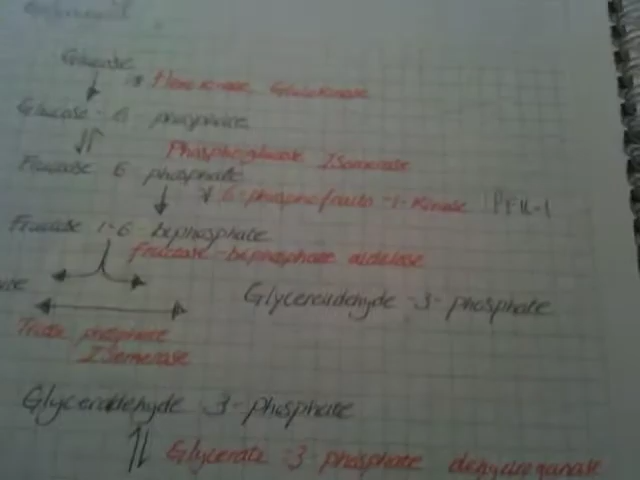 Glucose
Hexokinase Glucokinase
Glucose - 6 phosphate
Phosphoglucose Isomerase
Fructose 6 phosphate
6-phosphofructo-1-Kinase PFK-1
Fructose 1-6 biphosphate
fructose-biphosphate aldolase
Glyceraldehyde-3-phosphate
Triosa phosphate
Isomerase
Glyceraldehyde 3-phosphate
Glycerate-3-phosphate dehydrogenase